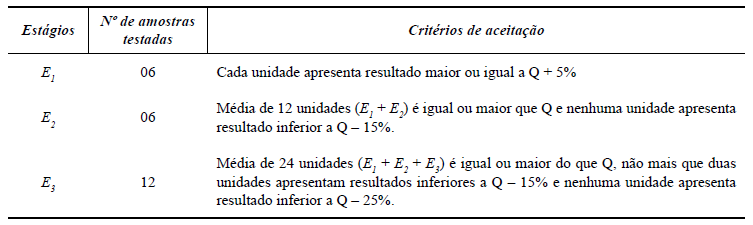 Estágios
Nº de amostras
testadas
Critérios de aceitação
E1
06
Cada unidade apresenta resultado maior ou igual a Q + 5%
E2
06
Média de 12 unidades (E1 + E2) é igual ou maior que Q e nenhuma unidade apresenta
resultado inferior a Q – 15%.
E3
12
Média de 24 unidades (E1 + E2 + E3) é igual ou maior do que Q, não mais que duas
unidades apresentam resultados inferiores a Q – 15% e nenhuma unidade apresenta
resultado inferior a Q – 25%.